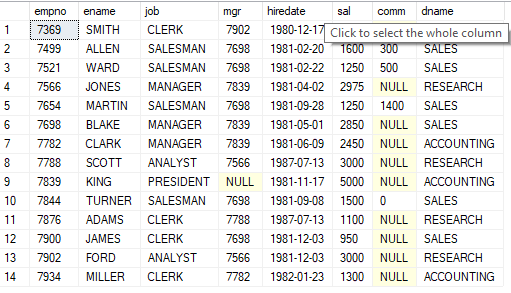 empno ename job mgr hiredate sal comm dname
1 7369 SMITH CLERK 7902 1980-12-17 Click to select the whole column
2 7499 ALLEN SALESMAN 7698 1981-02-20 1600 300 SALES
3 7521 WARD SALESMAN 7698 1981-02-22 1250 500 SALES
4 7566 JONES MANAGER 7839 1981-04-02 2975 NULL RESEARCH
5 7654 MARTIN SALESMAN 7698 1981-09-28 1250 1400 SALES
6 7698 BLAKE MANAGER 7839 1981-05-01 2850 NULL SALES
7 7782 CLARK MANAGER 7839 1981-06-09 2450 NULL ACCOUNTING
8 7788 SCOTT ANALYST 7566 1987-07-13 3000 NULL RESEARCH
9 7839 KING PRESIDENT NULL 1981-11-17 5000 NULL ACCOUNTING
10 7844 TURNER SALESMAN 7698 1981-09-08 1500 0 SALES
11 7876 ADAMS CLERK 7788 1987-07-13 1100 NULL RESEARCH
12 7900 JAMES CLERK 7698 1981-12-03 950 NULL SALES
13 7902 FORD ANALYST 7566 1981-12-03 3000 NULL RESEARCH
14 7934 MILLER CLERK 7782 1982-01-23 1300 NULL ACCOUNTING